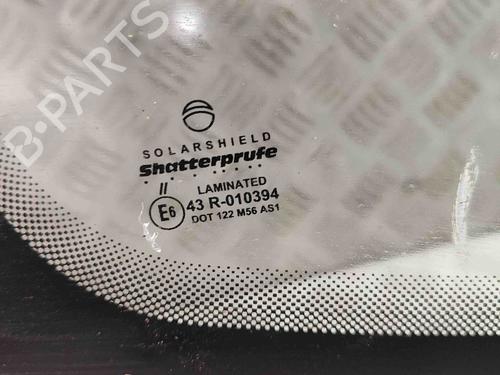 B-PARTS
SOLARSHIELD
Shatterprufe
II LAMINATED
E6 43 R-010394
DOT 122 M56 AS1